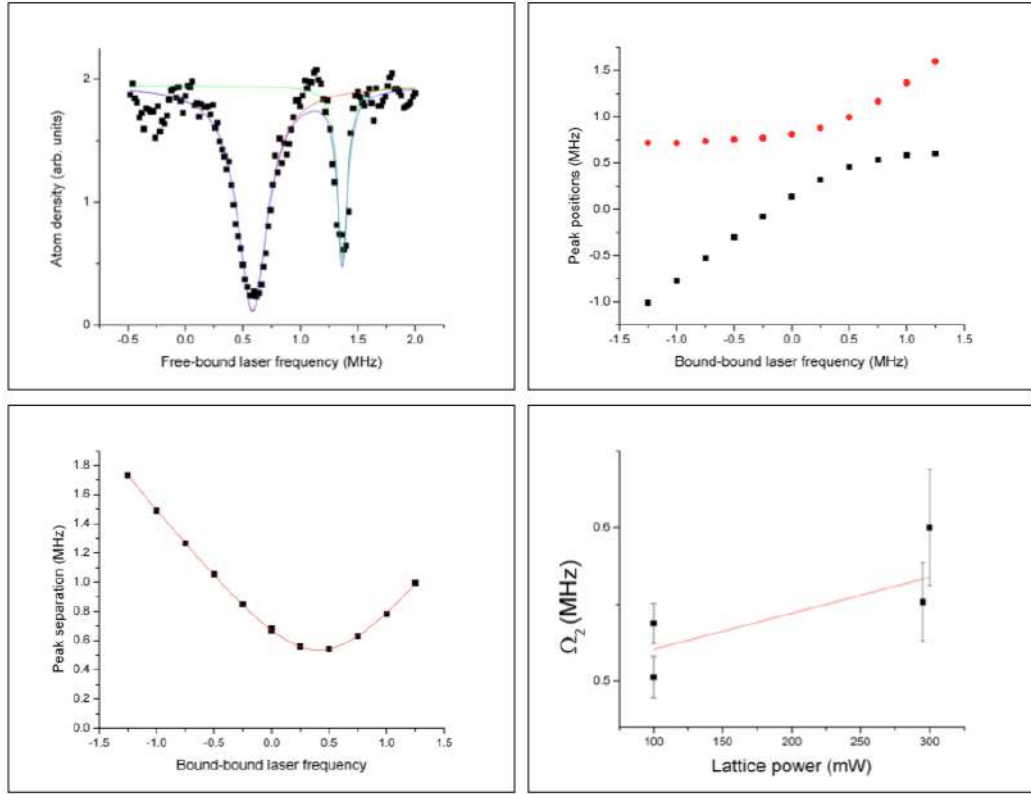 2
1
0
Atom density (arb. units)
-0.5 0.0 0.5 1.0 1.5 2.0
Free-bound laser frequency (MHz)
1.5
1.0
0.5
0.0
-0.5
-1.0
Peak positions (MHz)
-1.5 -1.0 -0.5 0.0 0.5 1.0 1.5
Bound-bound laser frequency (MHz)
1.8
1.6
1.4
1.2
1.0
0.8
0.6
0.4
0.2
0.0
Peak separation (MHz)
-1.5 -1.0 -0.5 0.0 0.5 1.0 1.5
Bound-bound laser frequency
0.6
0.5
Ω₂ (MHz)
100 150 200 250 300
Lattice power (mW)